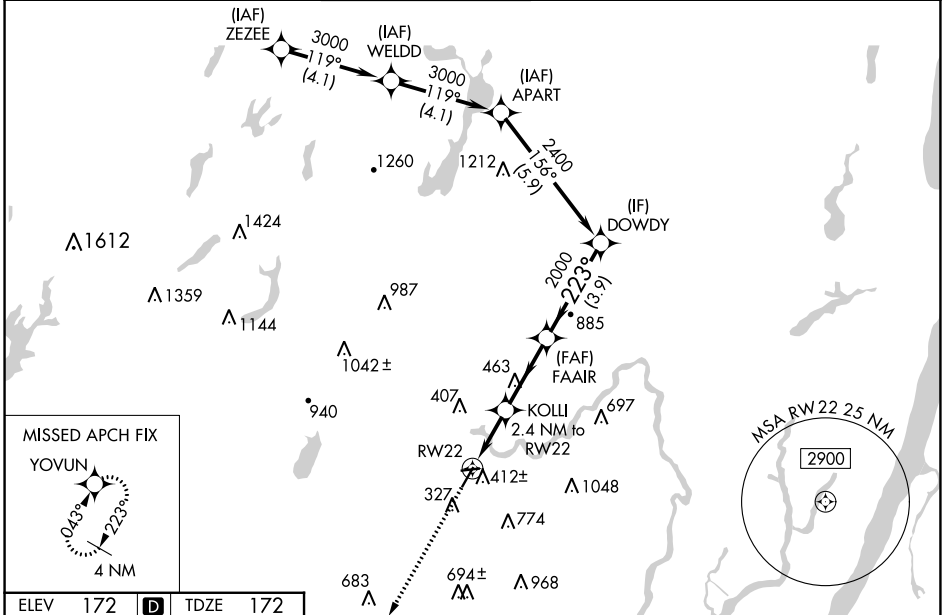 (IAF)
ZEZEE
3000
119°
(4.1)
(IAF)
WELDD
3000
119°
(4.1)
(IAF)
APART
2400
156°
(5.9)
1260
1212
(IF)
DOWDY
1612
1424
2000
223°
(3.9)
1359
987
1144
885
1042±
(FAF)
FAAIR
463
940
407
KOLLI
2.4 NM to
RW22
697
MSA RW22 25 NM
2900
MISSED APCH FIX
YOVUN
043°
223°
4 NM
RW22
412±
1048
327
774
683
694±
968
ELEV 172 D TDZE 172